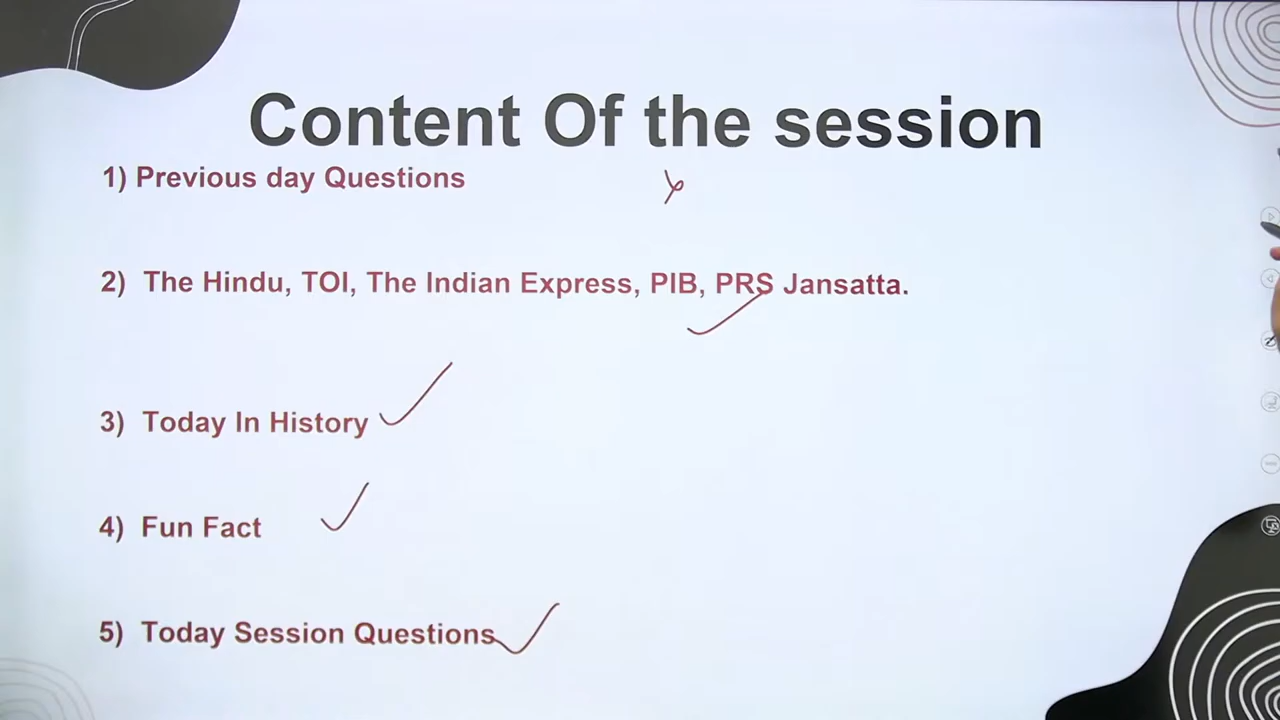 Content Of the session
1) Previous day Questions
2) The Hindu, TOI, The Indian Express, PIB, PRS Jansatta.
3) Today In History
4) Fun Fact
5) Today Session Questions